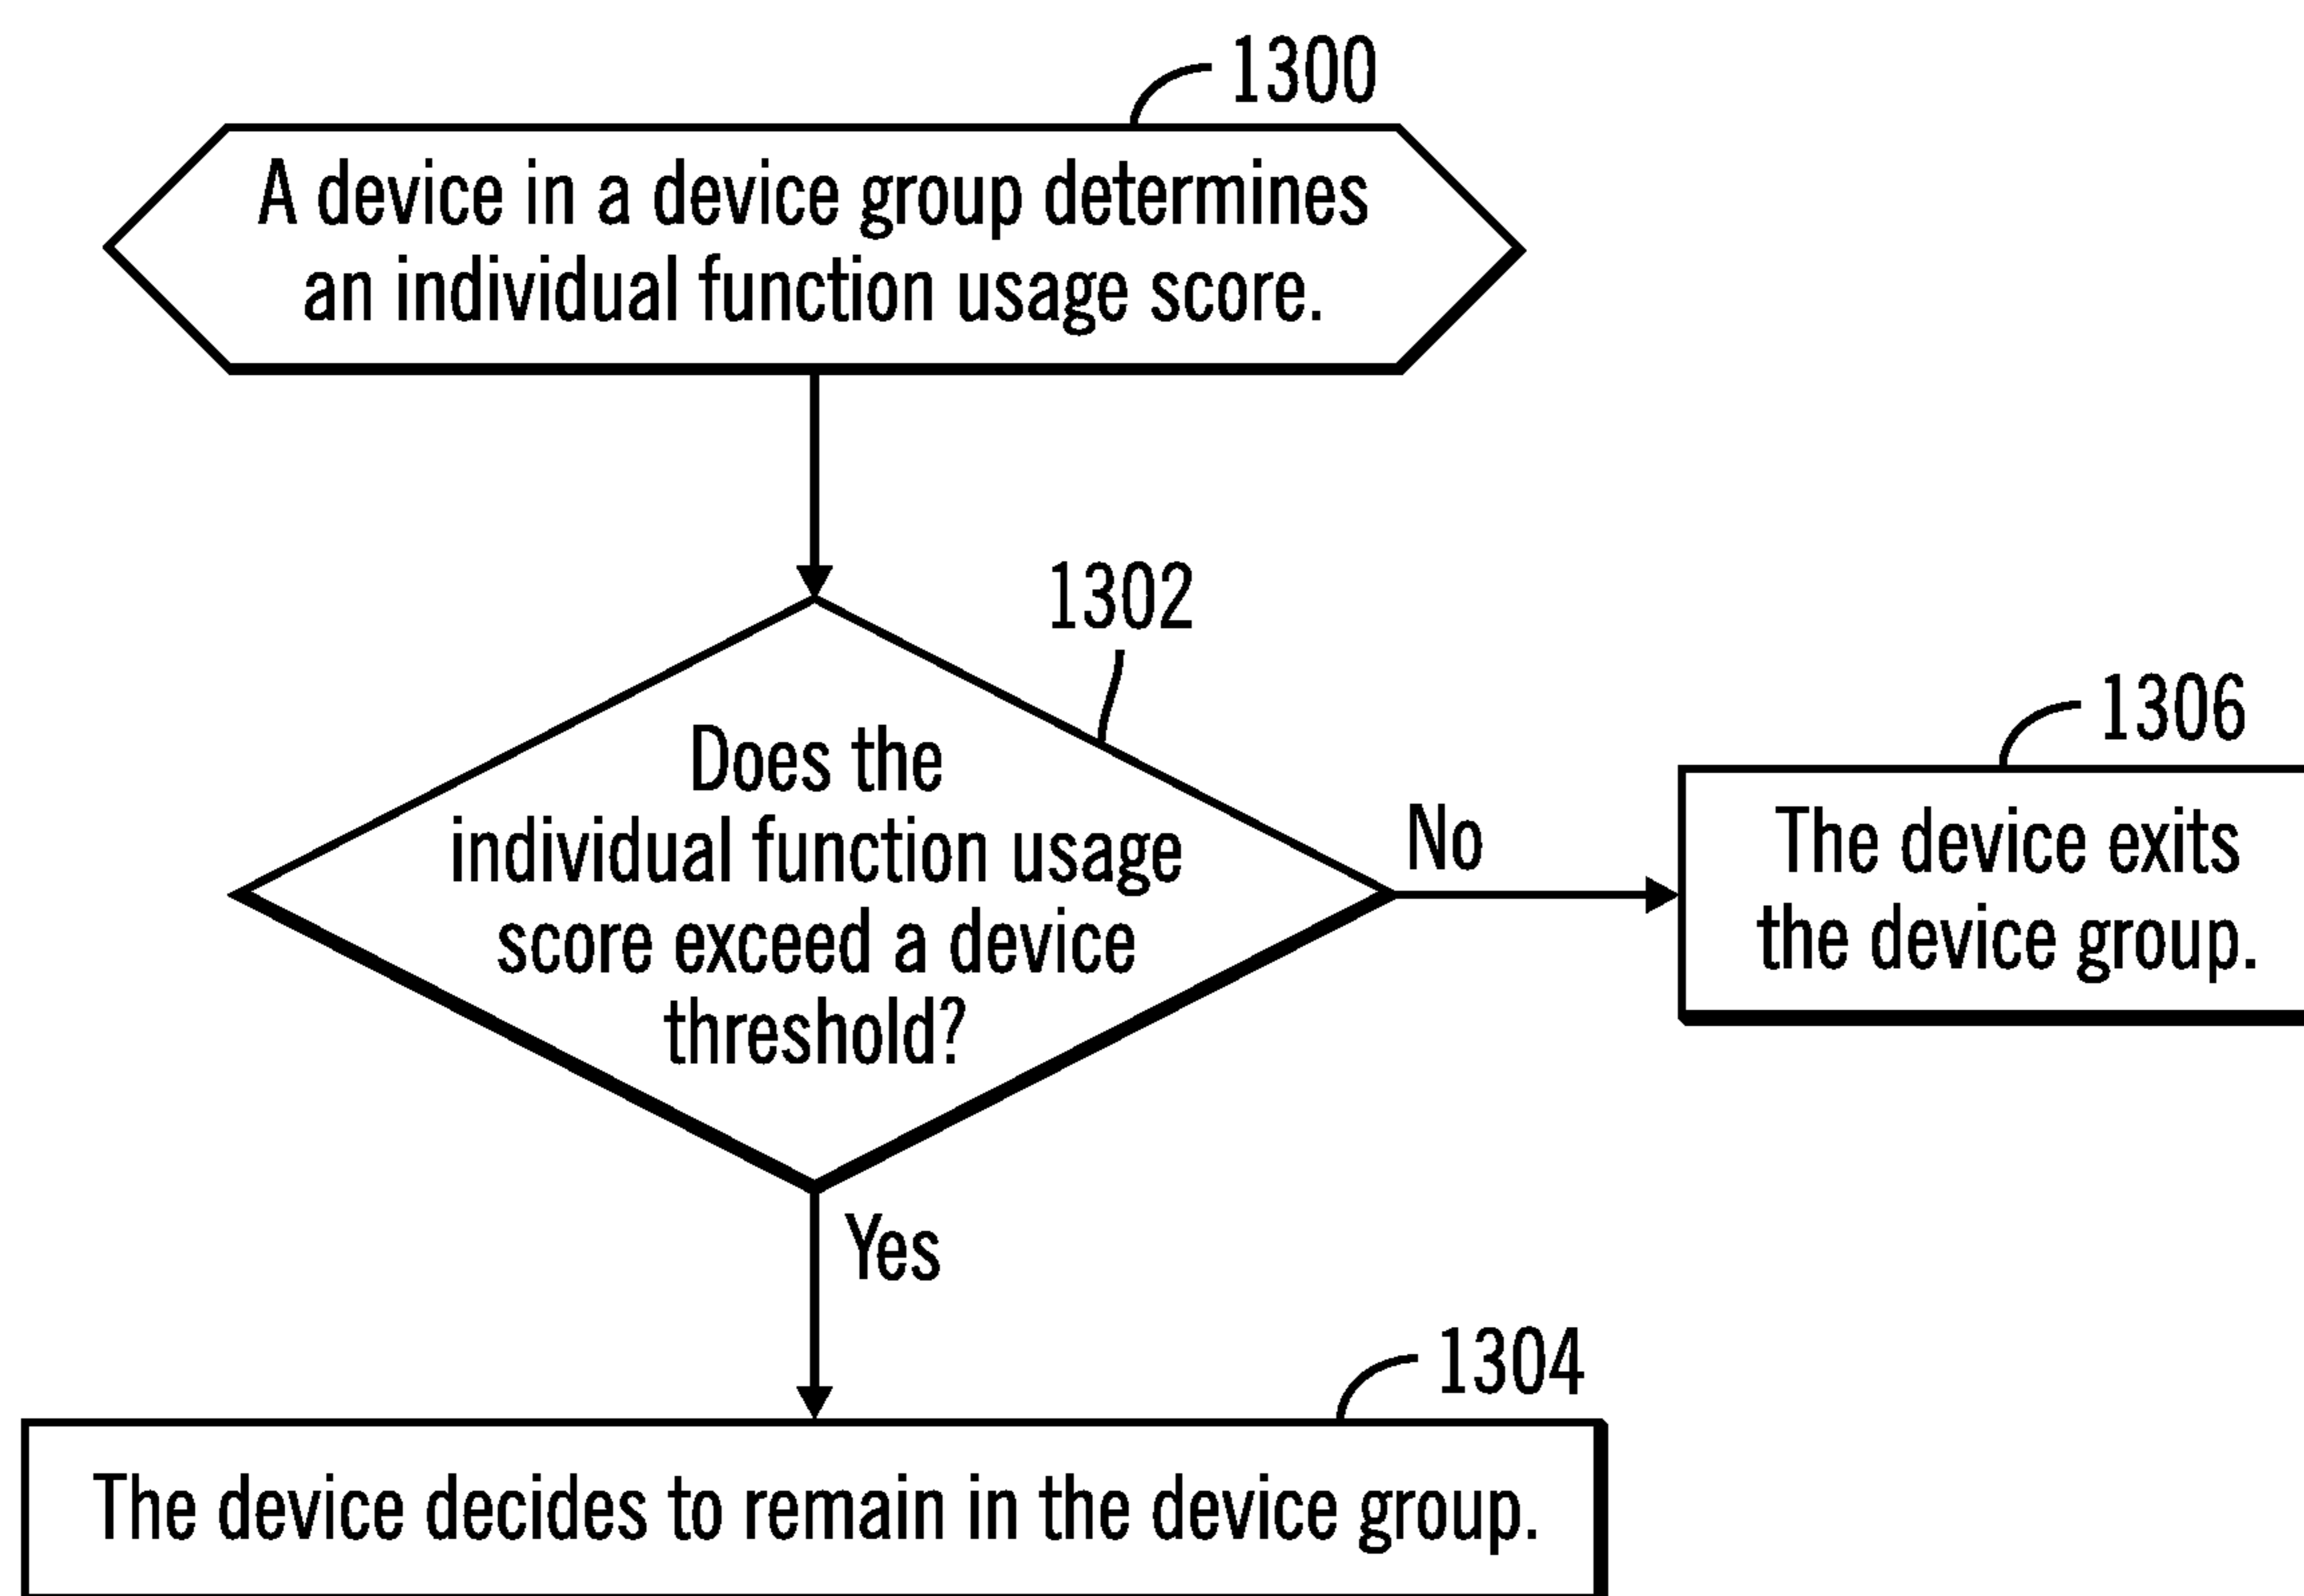 1300
A device in a device group determines
an individual function usage score.
1302
Does the
individual function usage
score exceed a device
threshold?
No
1306
The device exits
the device group.
Yes
1304
The device decides to remain in the device group.